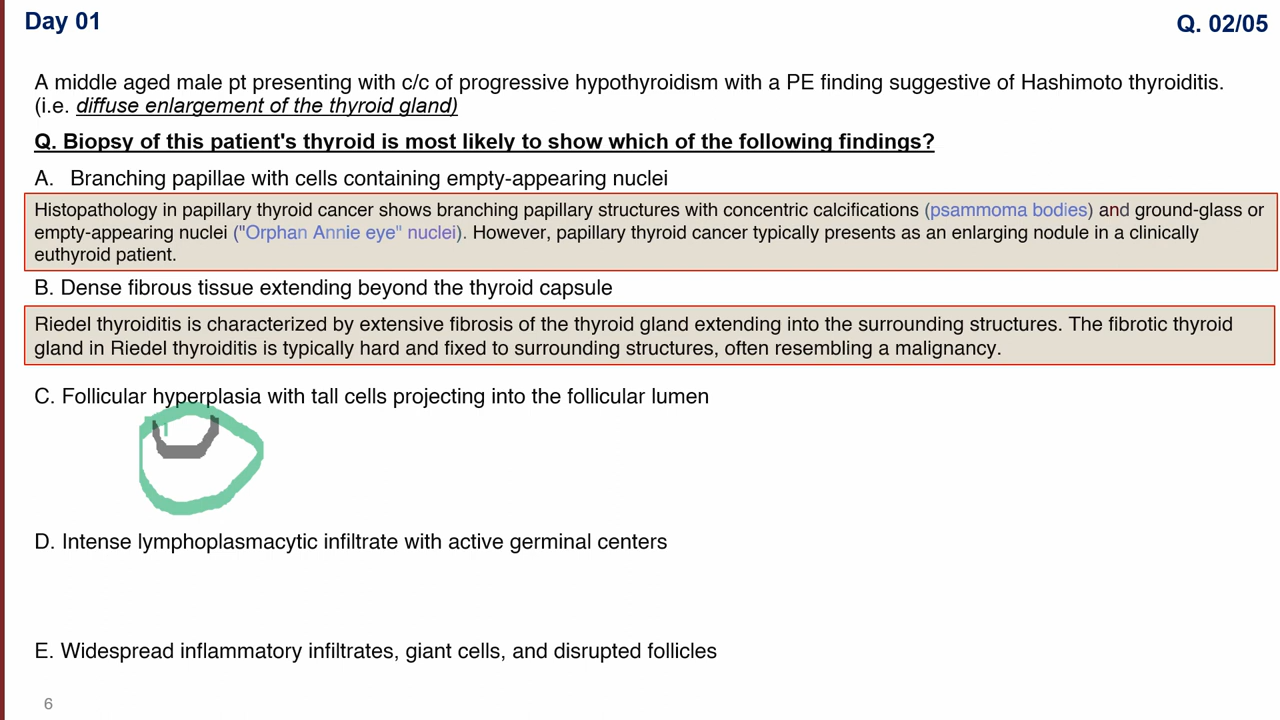 Day 01
Q. 02/05
A middle aged male pt presenting with c/c of progressive hypothyroidism with a PE finding suggestive of Hashimoto thyroiditis.
(i.e. diffuse enlargement of the thyroid gland)
Q. Biopsy of this patient's thyroid is most likely to show which of the following findings?
A. Branching papillae with cells containing empty-appearing nuclei
Histopathology in papillary thyroid cancer shows branching papillary structures with concentric calcifications (psammoma bodies) and ground-glass or
empty-appearing nuclei ("Orphan Annie eye" nuclei). However, papillary thyroid cancer typically presents as an enlarging nodule in a clinically
euthyroid patient.
B. Dense fibrous tissue extending beyond the thyroid capsule
Riedel thyroiditis is characterized by extensive fibrosis of the thyroid gland extending into the surrounding structures. The fibrotic thyroid
gland in Riedel thyroiditis is typically hard and fixed to surrounding structures, often resembling a malignancy.
C. Follicular hyperplasia with tall cells projecting into the follicular lumen
D. Intense lymphoplasmacytic infiltrate with active germinal centers
E. Widespread inflammatory infiltrates, giant cells, and disrupted follicles
6